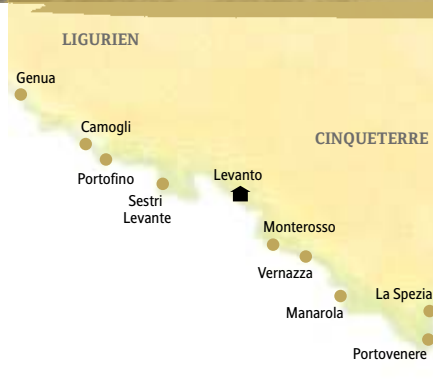 LIGURIEN
Genua
Camogli
CINQUETERRE
Portofino
Levanto
Sestri
Levante
Monterosso
Vernazza
La Spezia
Manarola
Portovenere